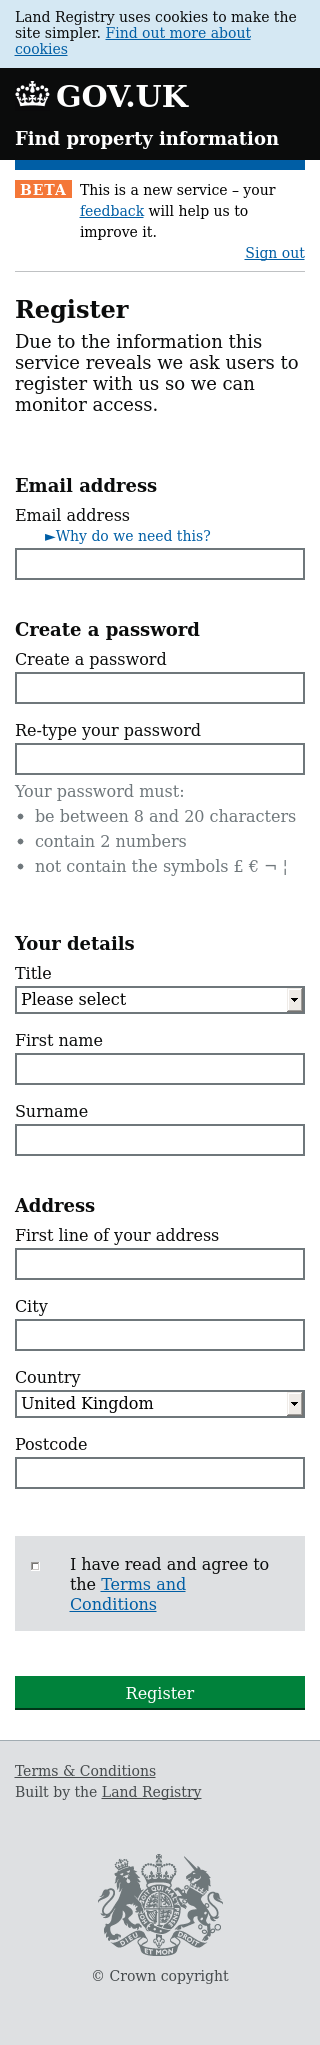 Land Registry uses cookies to make the
site simpler. Find out more about
cookies
GOV.UK
Find property information
BETA This is a new service – your
feedback will help us to
improve it.
Sign out
Register
Due to the information this
service reveals we ask users to
register with us so we can
monitor access.
Email address
Email address
►Why do we need this?
Create a password
Create a password
Re-type your password
Your password must:
• be between 8 and 20 characters
• contain 2 numbers
• not contain the symbols £ € ¬ ¦
Your details
Title
Please select
First name
Surname
Address
First line of your address
City
Country
United Kingdom
Postcode
I have read and agree to
the Terms and
Conditions
Register
Terms & Conditions
Built by the Land Registry
DIEU ET MON DROIT
© Crown copyright